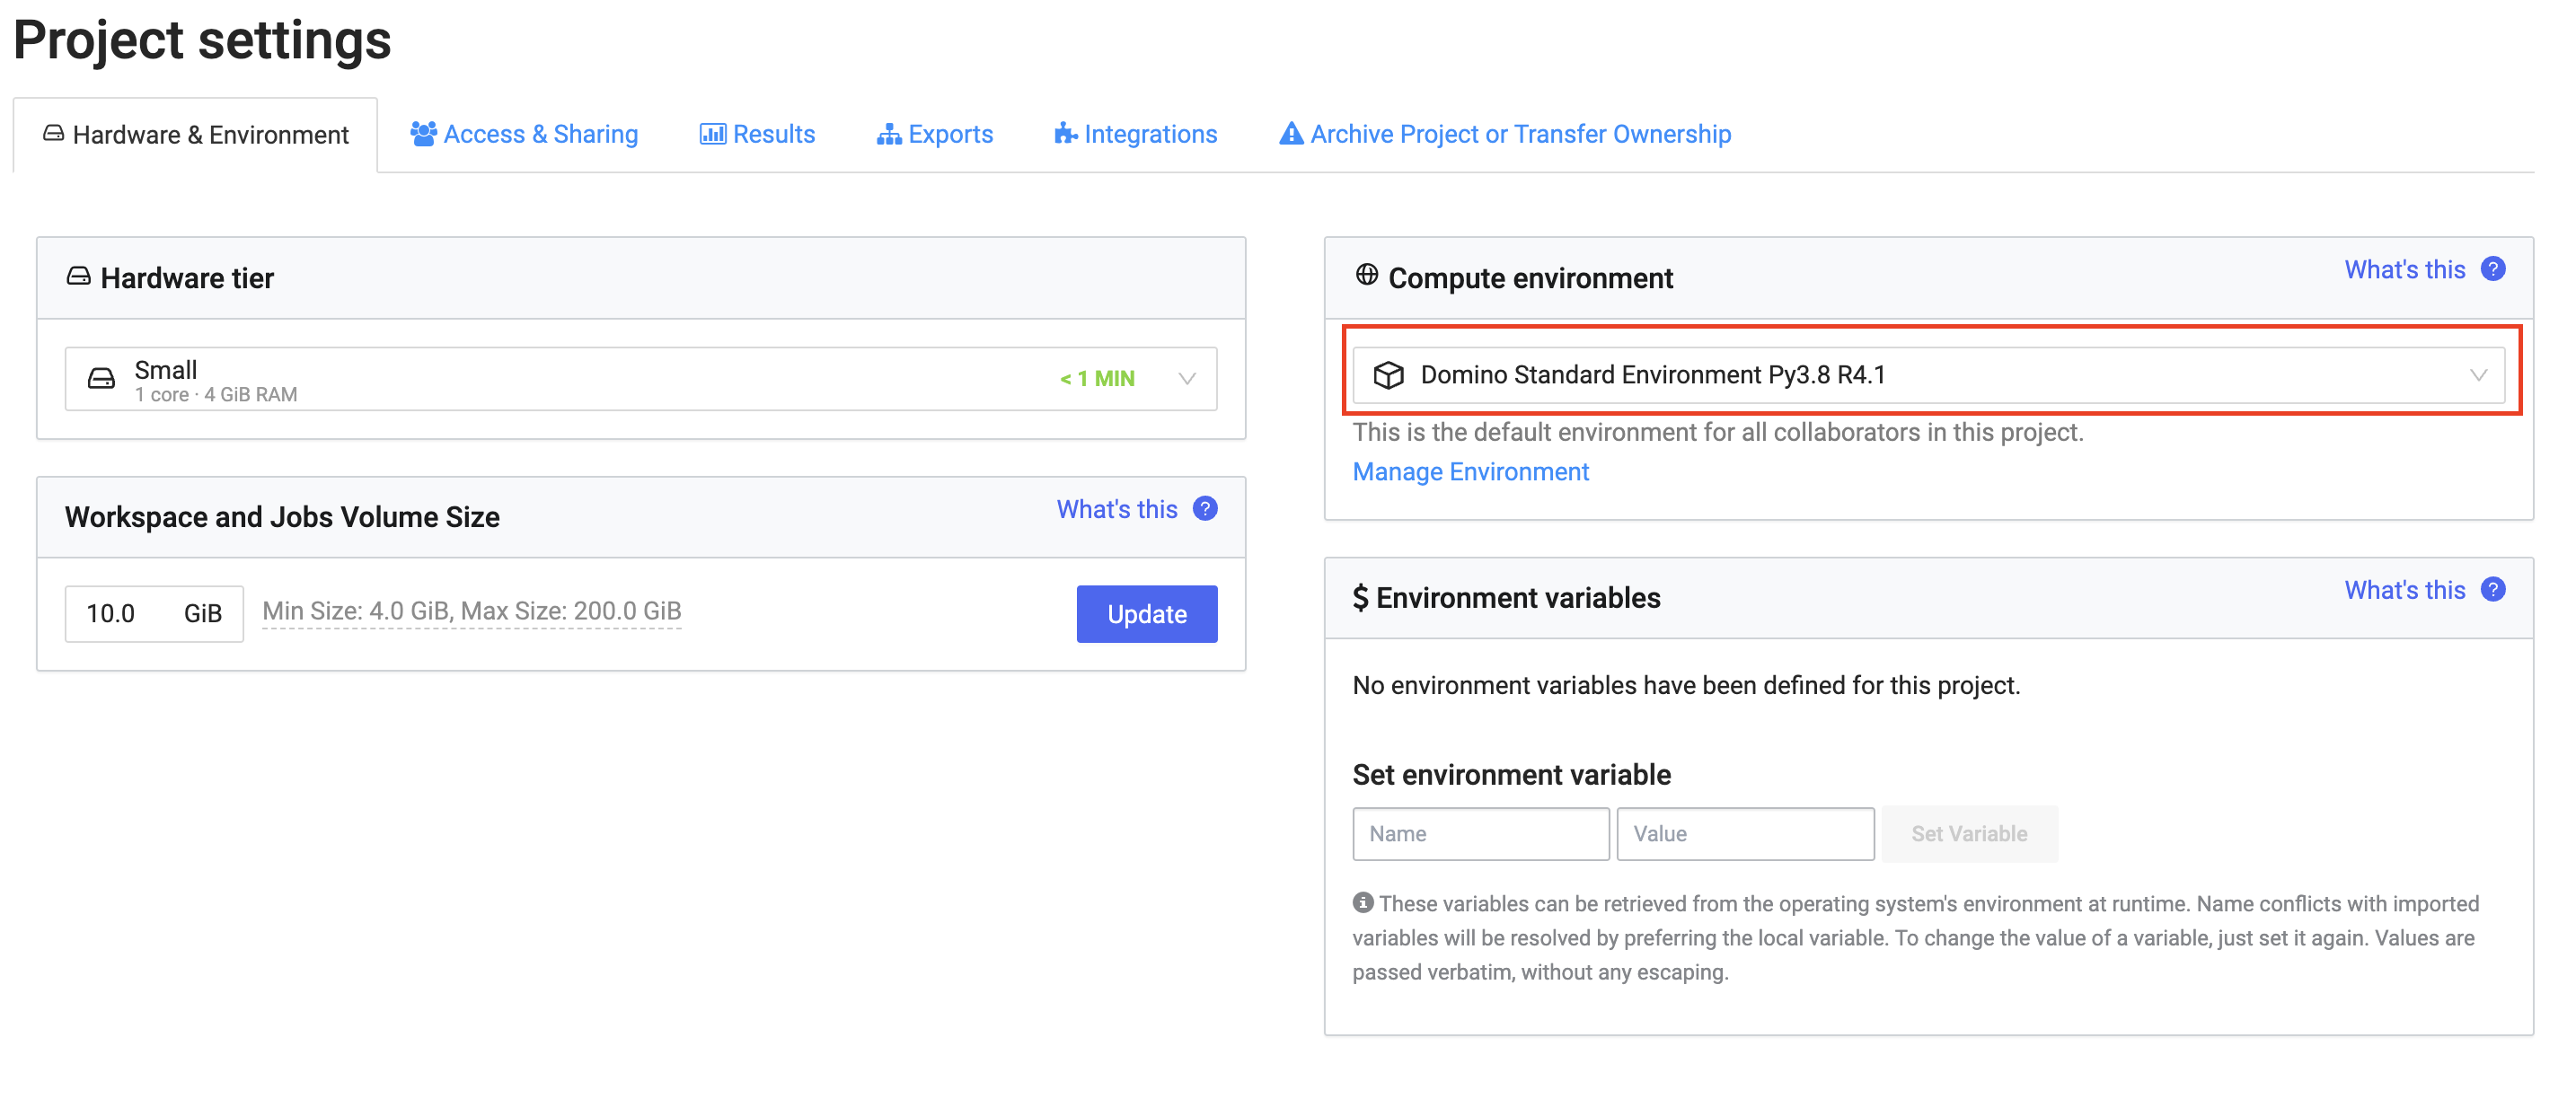 Project settings
Hardware & Environment
Access & Sharing
Results
Exports
Integrations
Archive Project or Transfer Ownership
Hardware tier
Small
1 core · 4 GiB RAM
< 1 MIN
Workspace and Jobs Volume Size
What's this ?
10.0 GiB
Min Size: 4.0 GiB, Max Size: 200.0 GiB
Update
Compute environment
What's this ?
Domino Standard Environment Py3.8 R4.1
This is the default environment for all collaborators in this project.
Manage Environment
$ Environment variables
What's this ?
No environment variables have been defined for this project.
Set environment variable
Name
Value
Set Variable
These variables can be retrieved from the operating system's environment at runtime. Name conflicts with imported
variables will be resolved by preferring the local variable. To change the value of a variable, just set it again. Values are
passed verbatim, without any escaping.